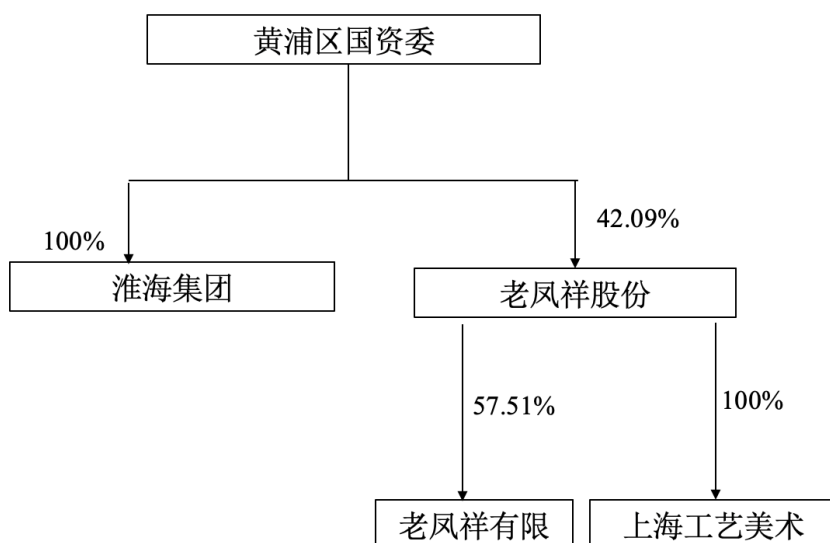 黄浦区国资委
42.09%
100%
淮海集团
老凤祥股份
57.51%
100%
老凤祥有限
上海工艺美术